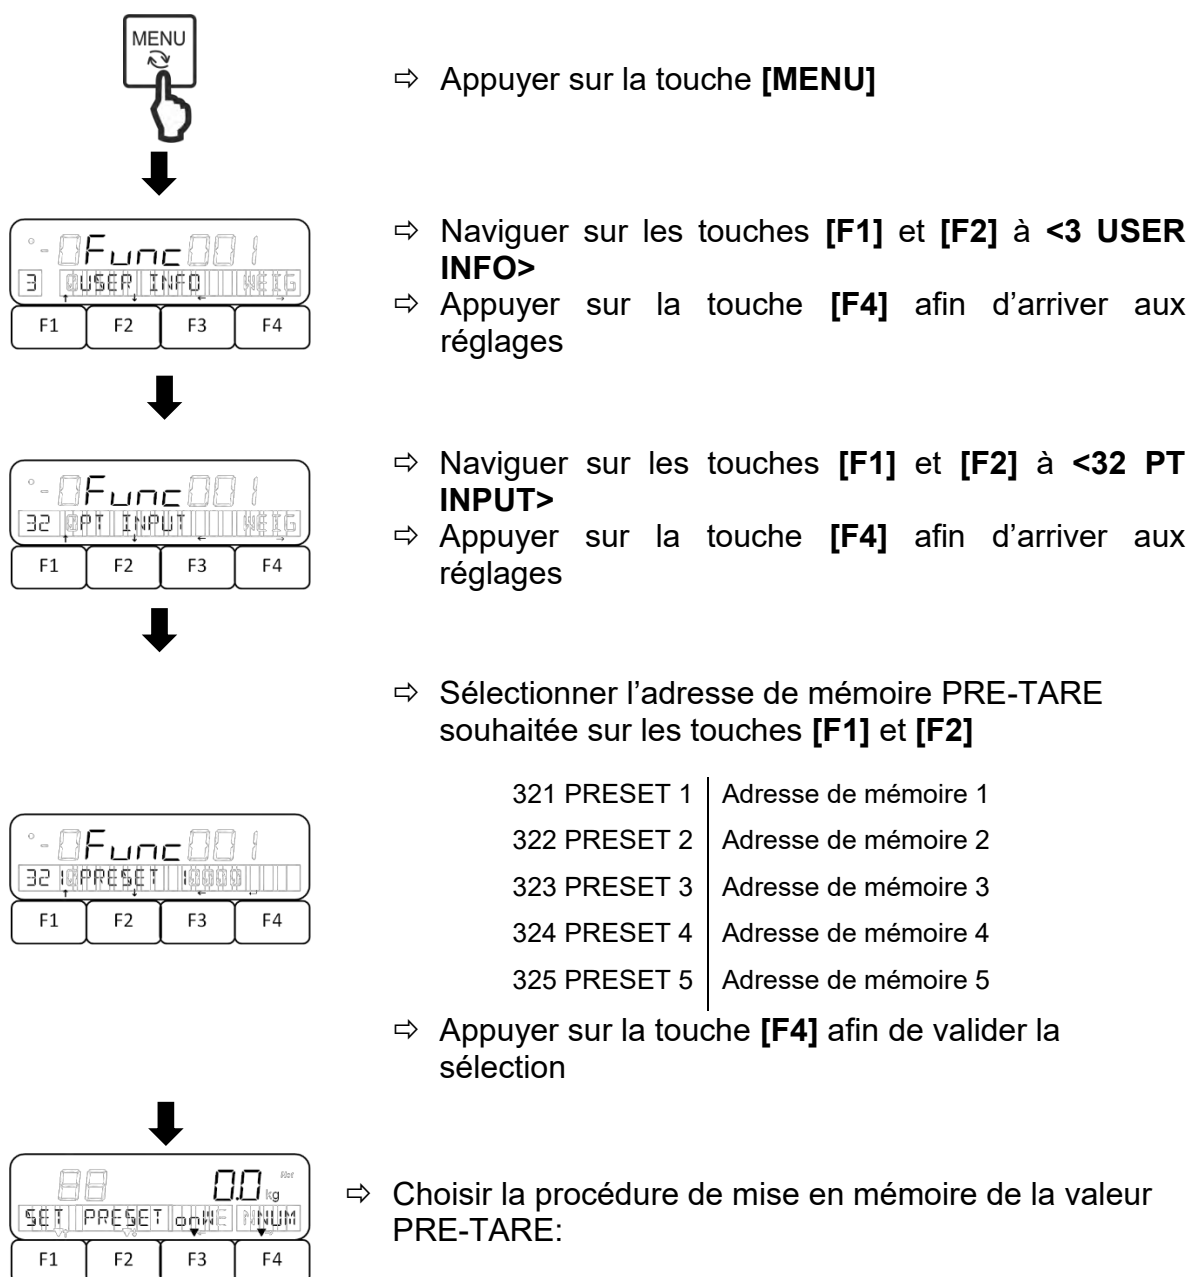 MENU
⇨ Appuyer sur la touche [MENU]
Func
3 USER INFO
F1 F2 F3 F4
⇨ Naviguer sur les touches [F1] et [F2] à <3 USER
INFO>
⇨ Appuyer sur la touche [F4] afin d’arriver aux
réglages
Func
32 PT INPUT
F1 F2 F3 F4
⇨ Naviguer sur les touches [F1] et [F2] à <32 PT
INPUT>
⇨ Appuyer sur la touche [F4] afin d’arriver aux
réglages
⇨ Sélectionner l’adresse de mémoire PRE-TARE
souhaitée sur les touches [F1] et [F2]
321 PRESET 1 Adresse de mémoire 1
322 PRESET 2 Adresse de mémoire 2
323 PRESET 3 Adresse de mémoire 3
324 PRESET 4 Adresse de mémoire 4
325 PRESET 5 Adresse de mémoire 5
Func
321 PRESET 1
F1 F2 F3 F4
⇨ Appuyer sur la touche [F4] afin de valider la
sélection
0.0 kg
SET PRESET on NUM
F1 F2 F3 F4
⇨ Choisir la procédure de mise en mémoire de la valeur
PRE-TARE: